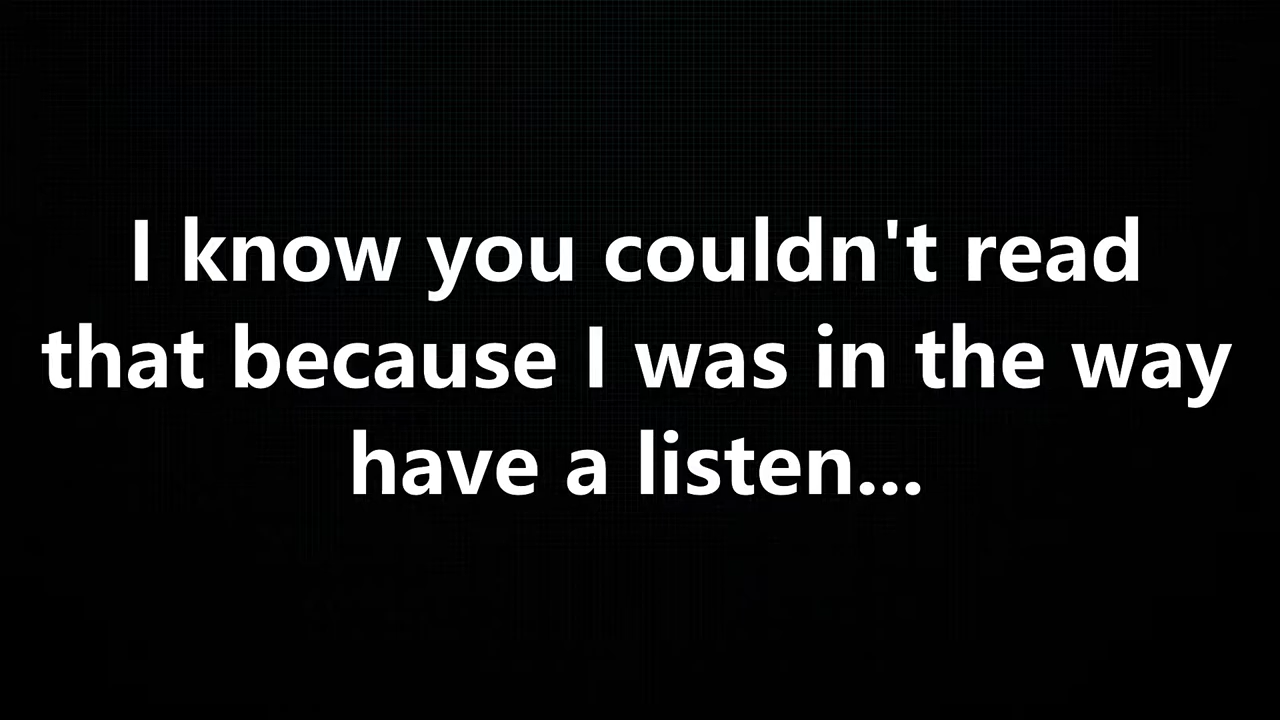 I know you couldn't read
that because I was in the way
have a listen...